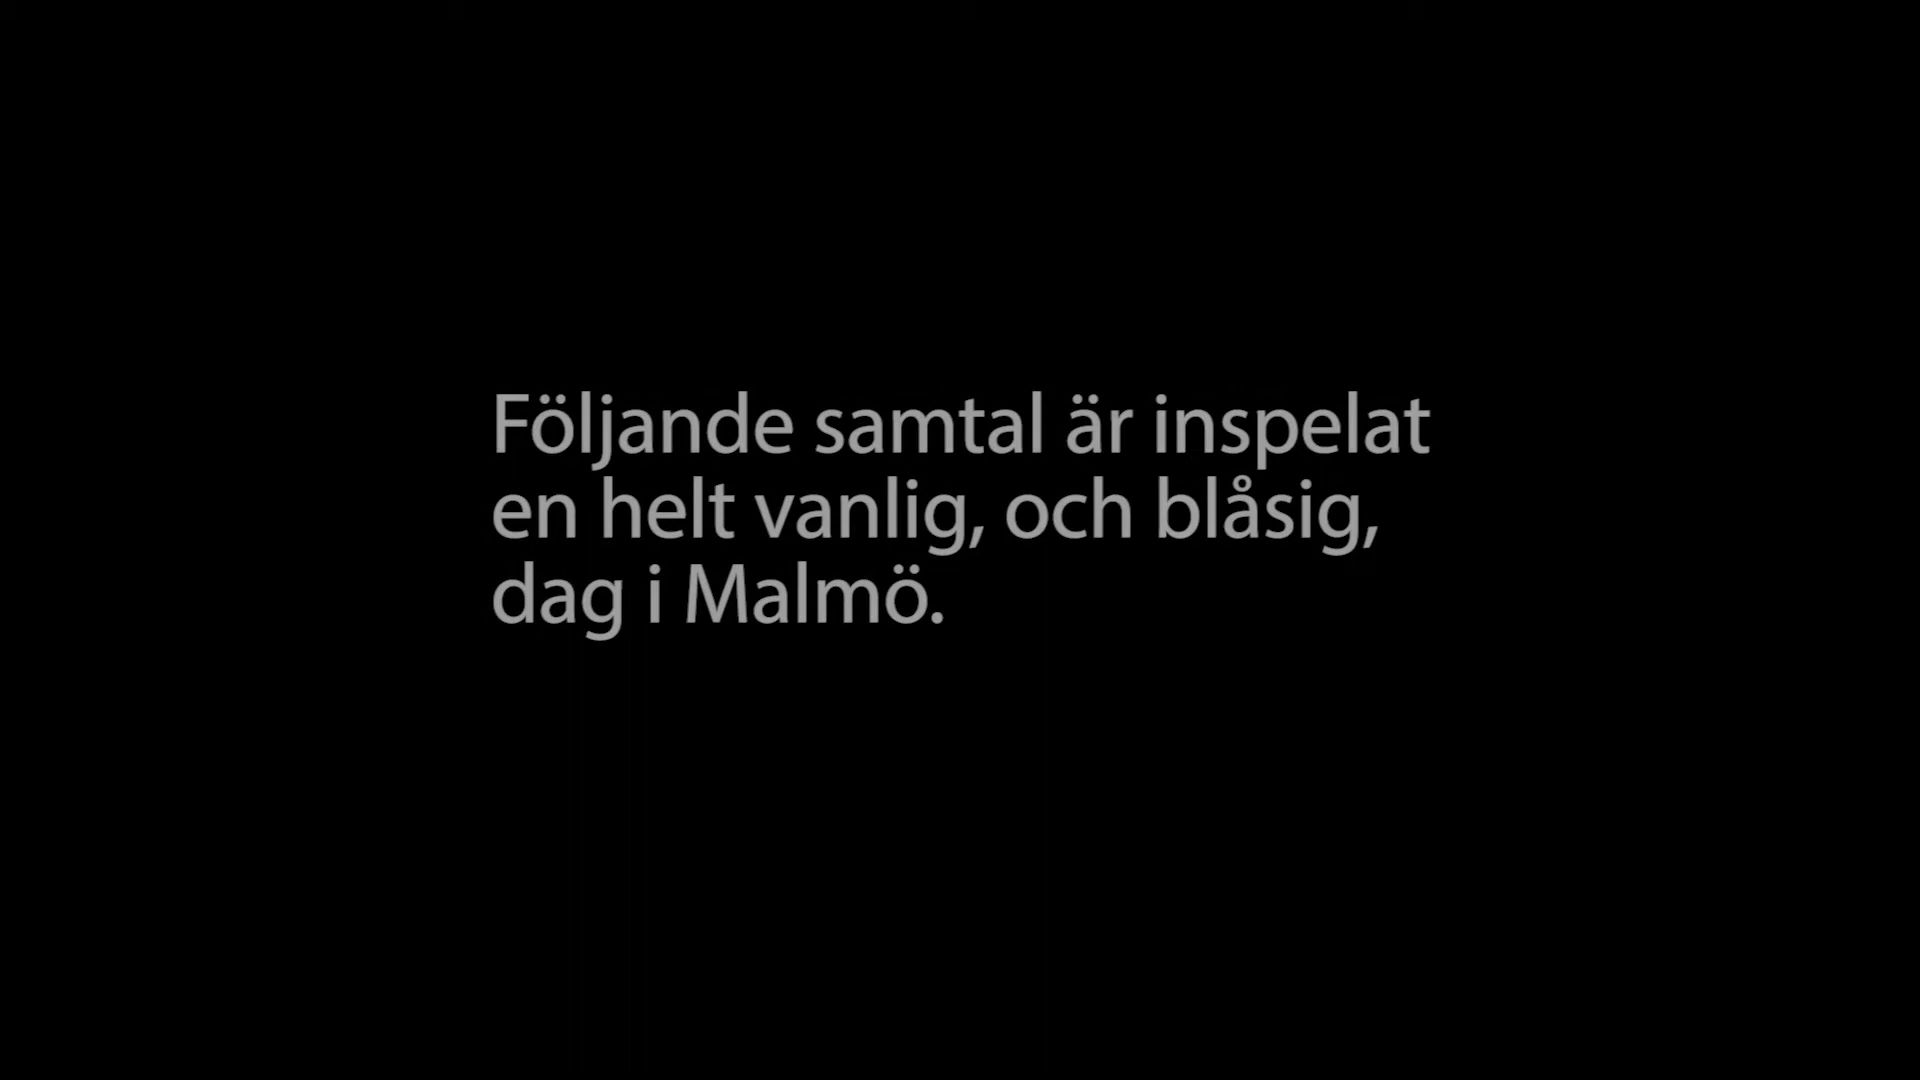 Följande samtal är inspelat
en helt vanlig, och blåsig,
dag i Malmö.